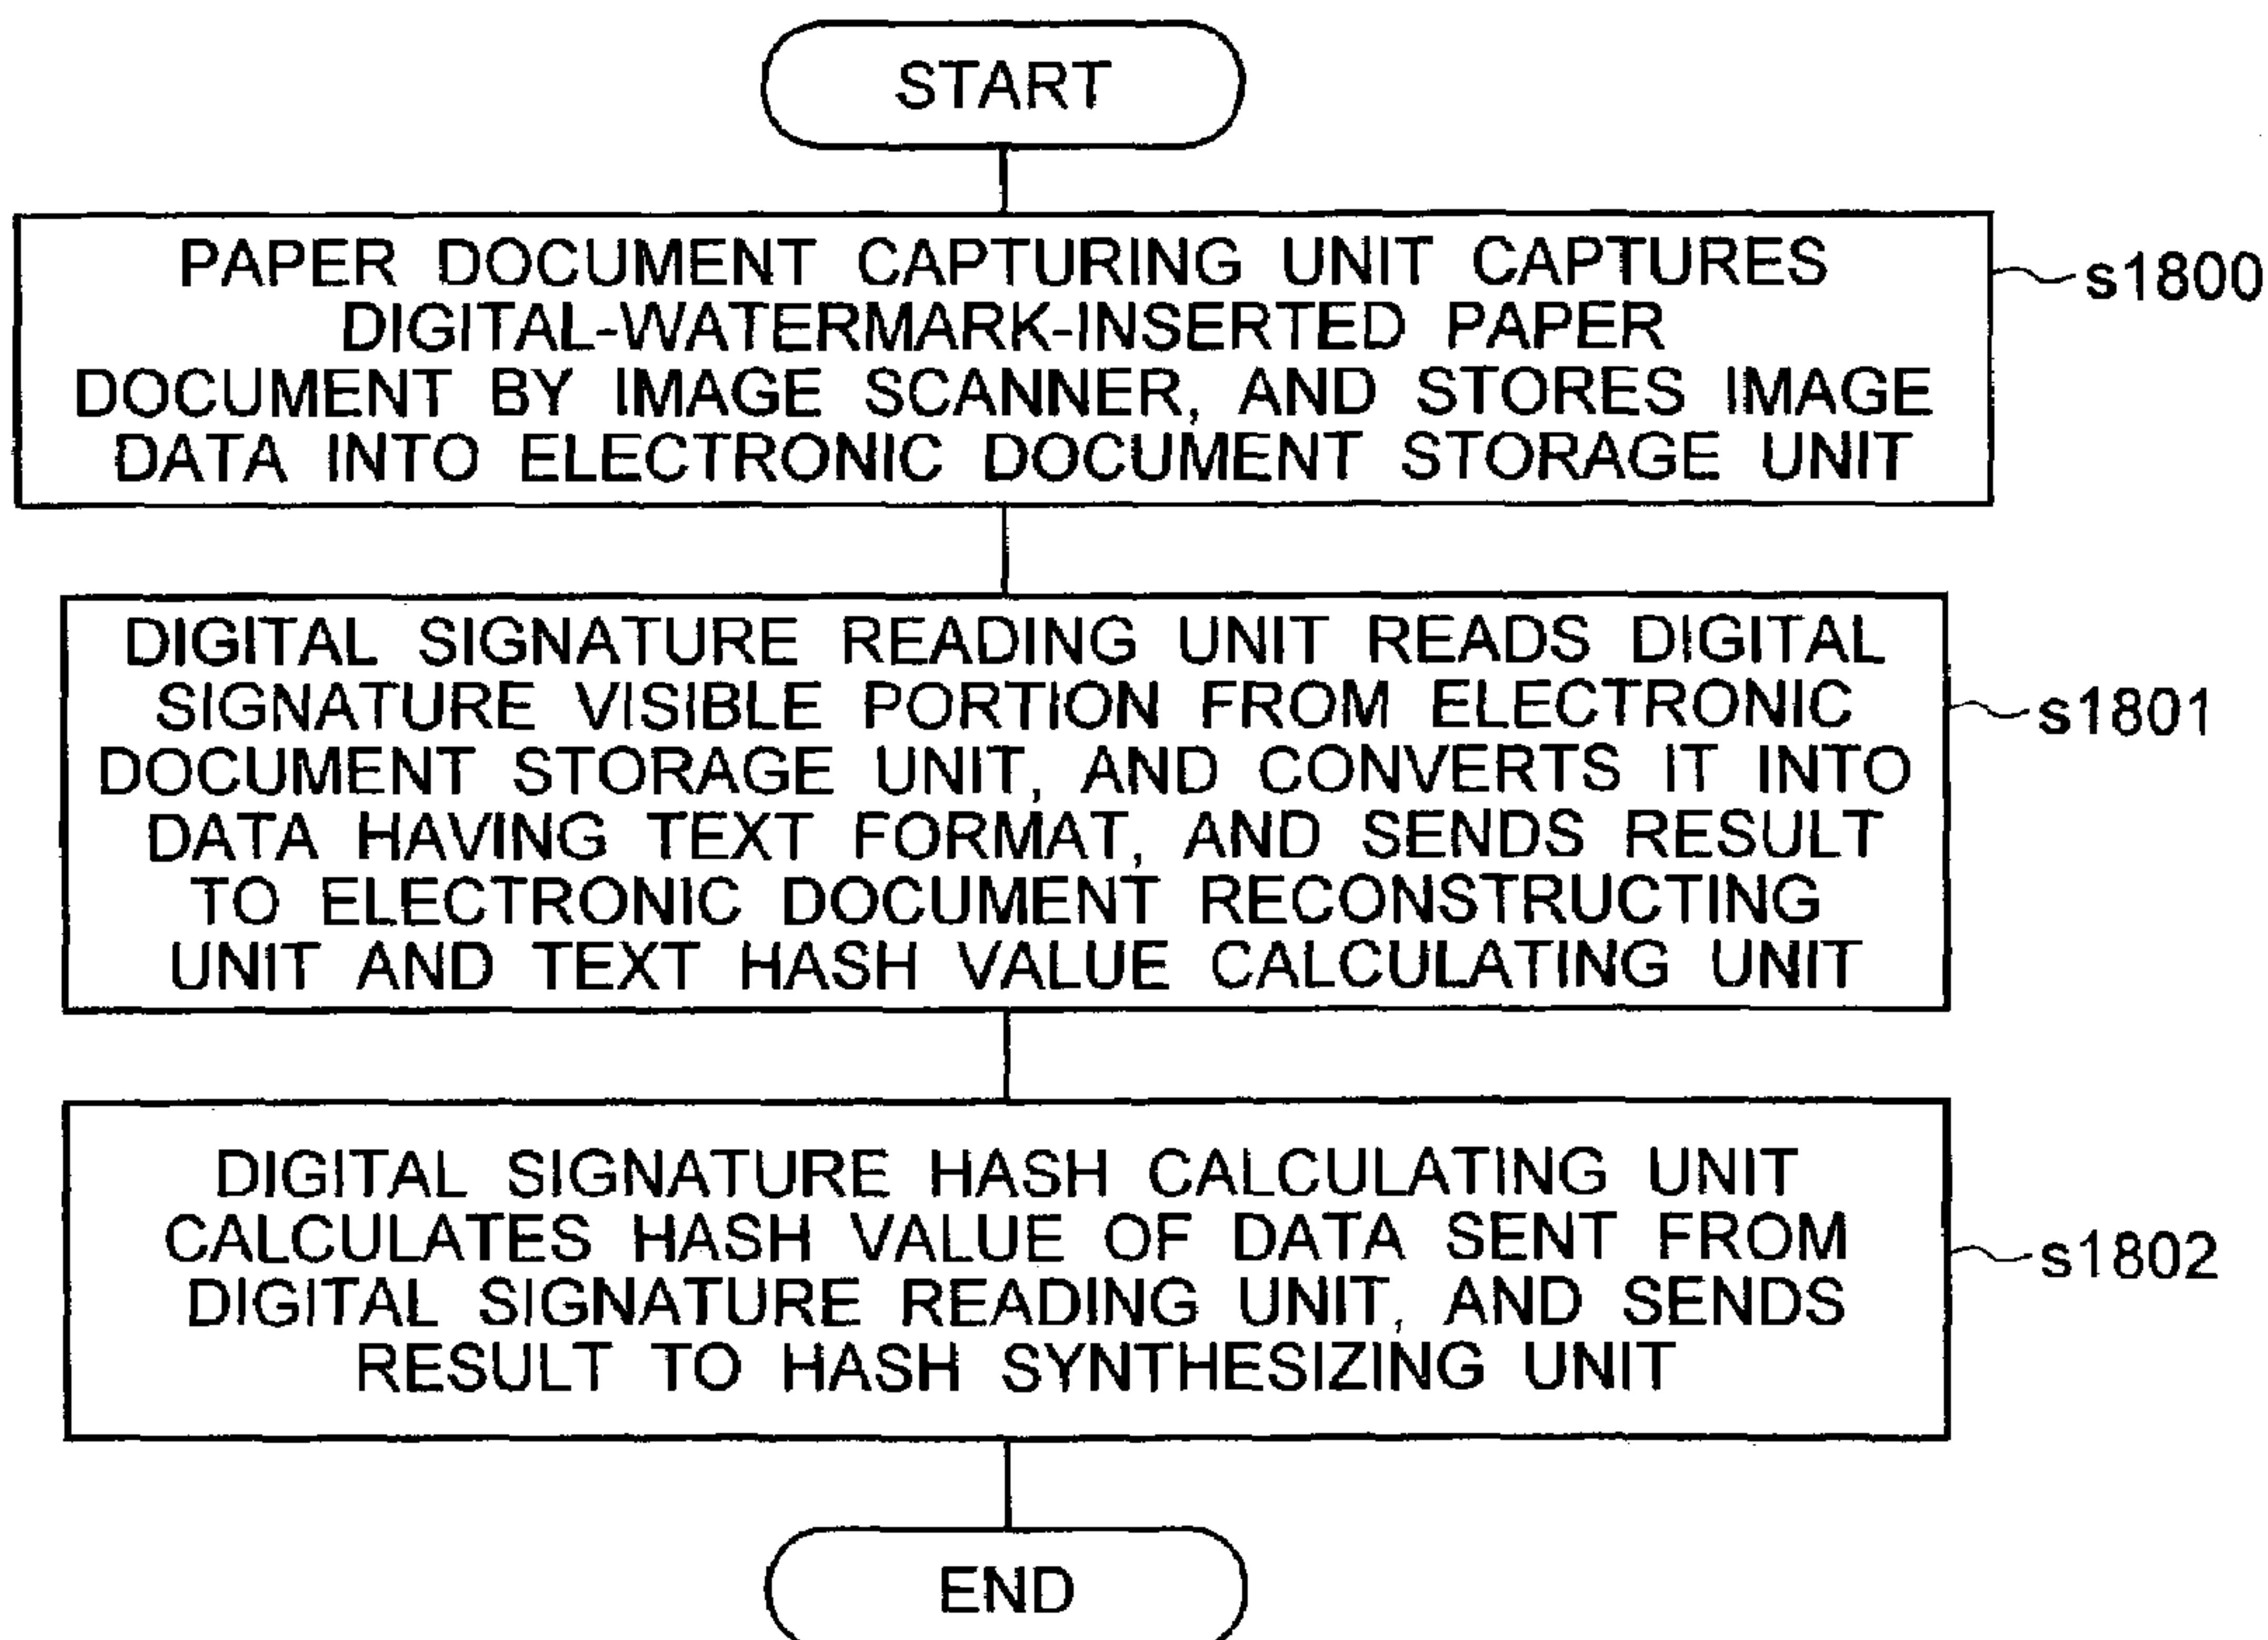 START
PAPER DOCUMENT CAPTURING UNIT CAPTURES
DIGITAL-WATERMARK-INSERTED PAPER
DOCUMENT BY IMAGE SCANNER, AND STORES IMAGE
DATA INTO ELECTRONIC DOCUMENT STORAGE UNIT
s1800
DIGITAL SIGNATURE READING UNIT READS DIGITAL
SIGNATURE VISIBLE PORTION FROM ELECTRONIC
DOCUMENT STORAGE UNIT, AND CONVERTS IT INTO
DATA HAVING TEXT FORMAT, AND SENDS RESULT
TO ELECTRONIC DOCUMENT RECONSTRUCTING
UNIT AND TEXT HASH VALUE CALCULATING UNIT
s1801
DIGITAL SIGNATURE HASH CALCULATING UNIT
CALCULATES HASH VALUE OF DATA SENT FROM
DIGITAL SIGNATURE READING UNIT, AND SENDS
RESULT TO HASH SYNTHESIZING UNIT
s1802
END